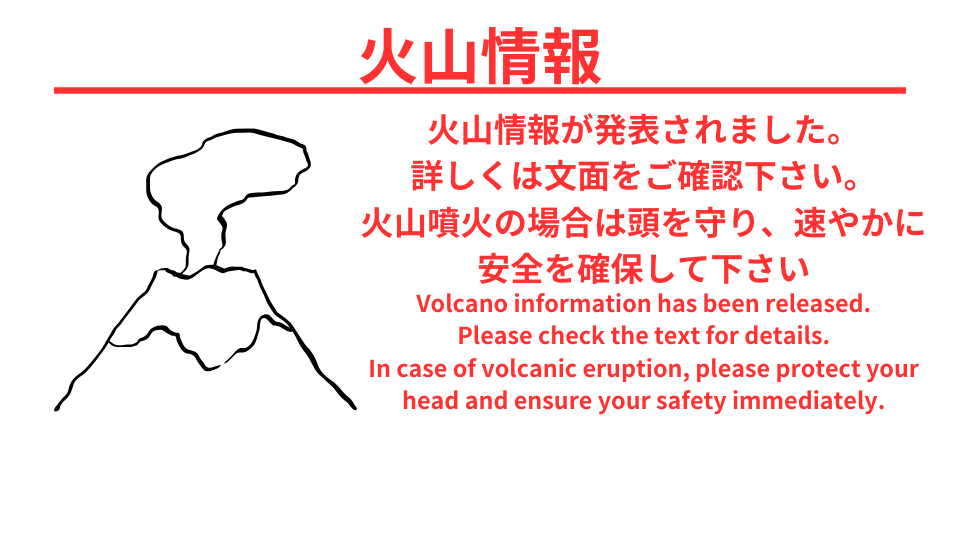 火山情報
火山情報が発表されました。
詳しくは文面をご確認下さい。
火山噴火の場合は頭を守り、速やかに
安全を確保して下さい
Volcano information has been released.
Please check the text for details.
In case of volcanic eruption, please protect your
head and ensure your safety immediately.